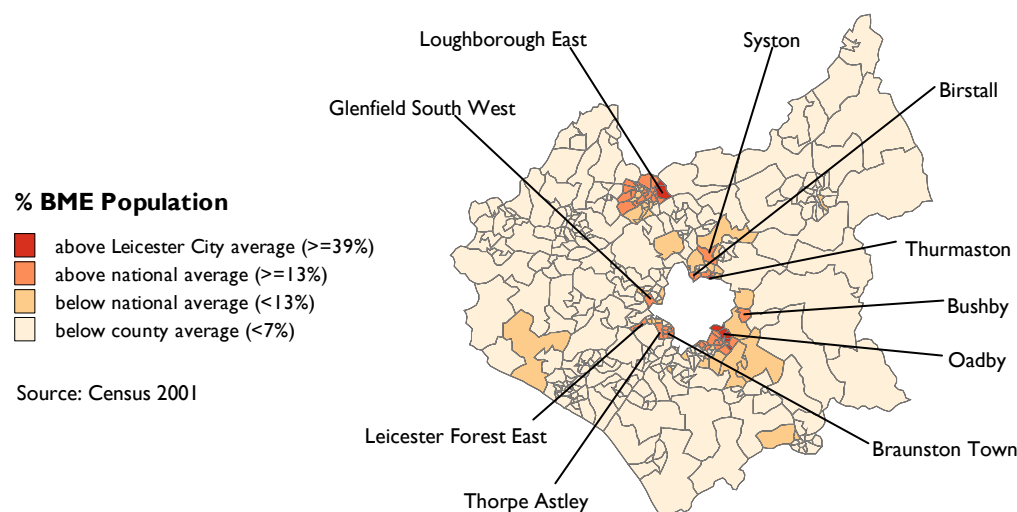 Loughborough East
Syston
Birstall
Glenfield South West
% BME Population
above Leicester City average (>=39%)
above national average (>=13%)
below national average (<13%)
below county average (<7%)
Source: Census 2001
Thurmaston
Bushby
Oadby
Leicester Forest East
Braunston Town
Thorpe Astley